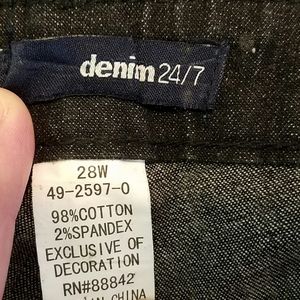 denim 24/7
28W
49-2597-0
98%COTTON
2%SPANDEX
EXCLUSIVE OF
DECORATION
RN#88842
IN CHINA